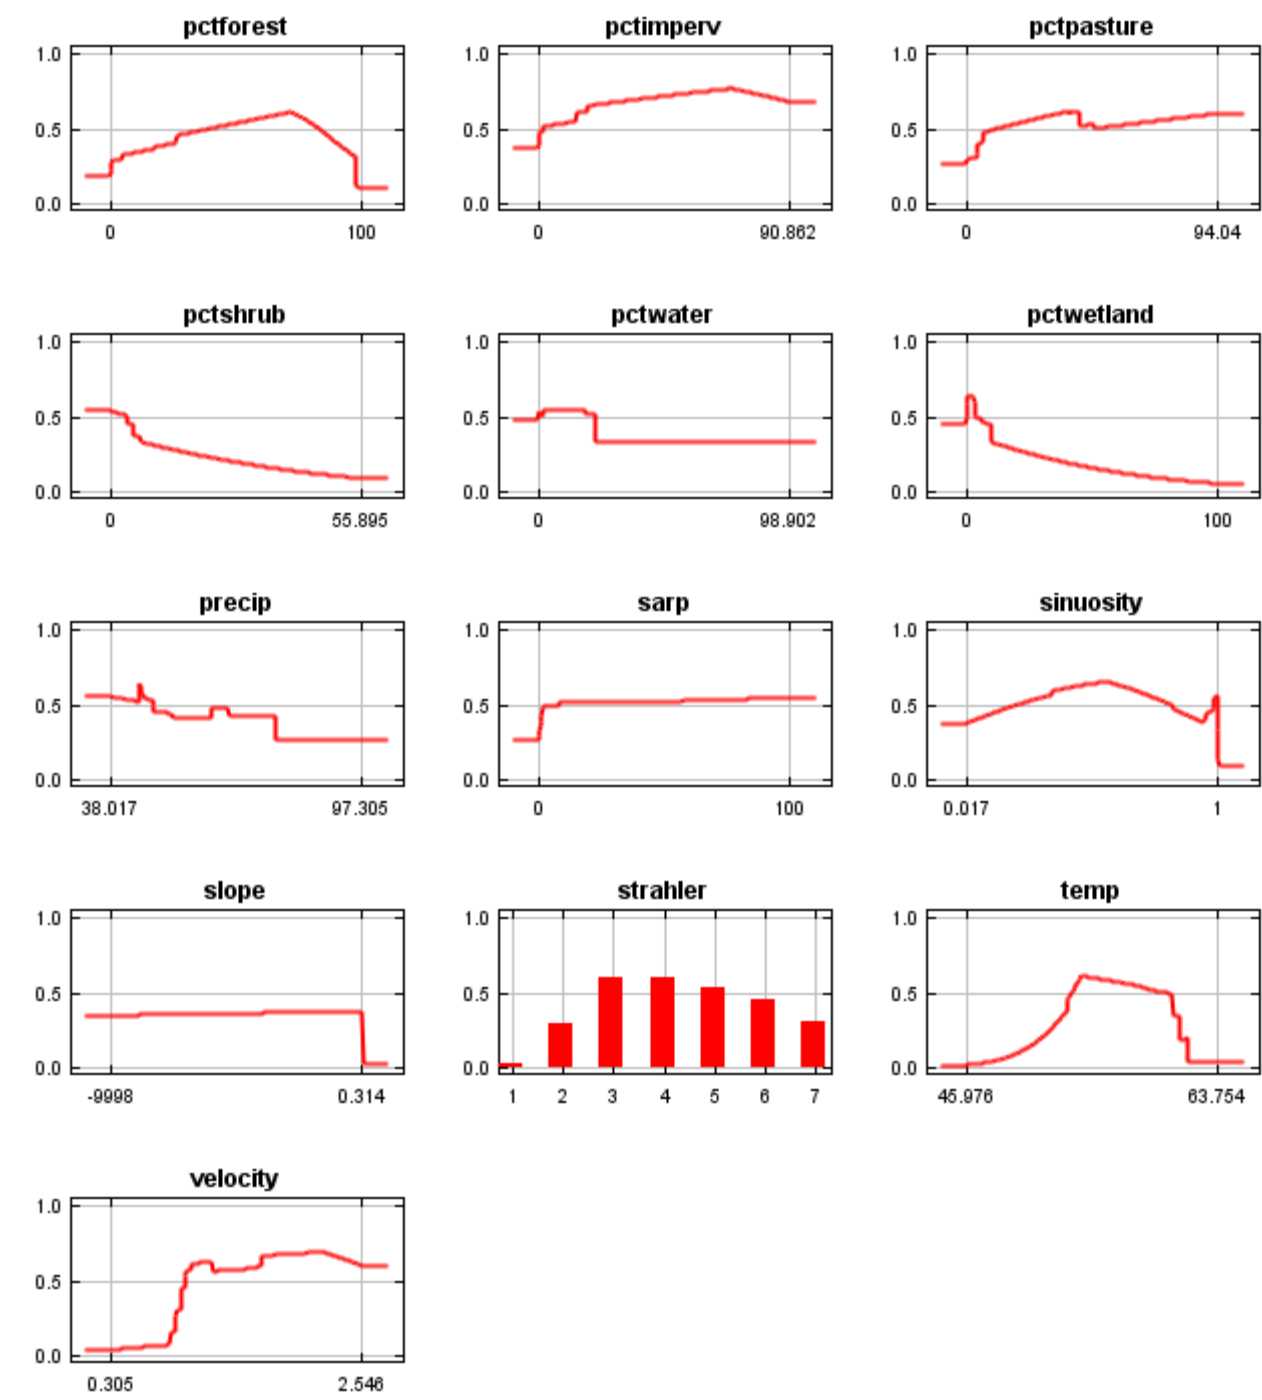 pctforest pctimperv pctpasture
1.0 1.0 1.0
0.5 0.5 0.5
0.0 0.0 0.0
0 100 0 90.862 0 94.04
pctshrub pctwater pctwetland
1.0 1.0 1.0
0.5 0.5 0.5
0.0 0.0 0.0
0 55.895 0 98.902 0 100
precip sarp sinuosity
1.0 1.0 1.0
0.5 0.5 0.5
0.0 0.0 0.0
38.017 97.305 0 100 0.017 1
slope strahler temp
1.0 1.0 1.0
0.5 0.5 0.5
0.0 0.0 0.0
-9998 0.314 1 2 3 4 5 6 7 45.976 63.754
velocity
1.0
0.5
0.0
0.305 2.546